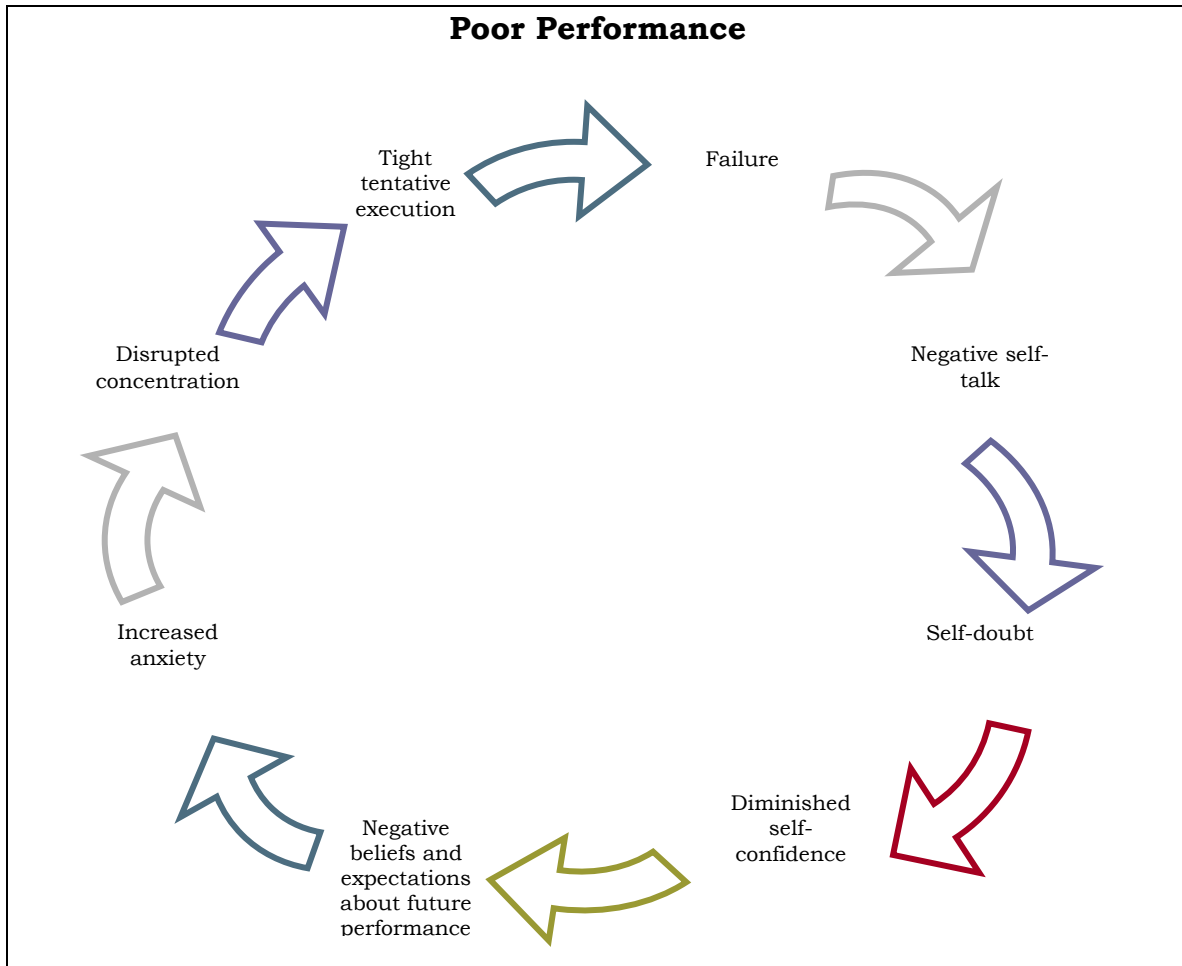 Poor Performance
Tight
tentative
execution
Failure
Disrupted
concentration
Negative self-
talk
Increased
anxiety
Self-doubt
Negative
beliefs and
expectations
about future
performance
Diminished
self-
confidence